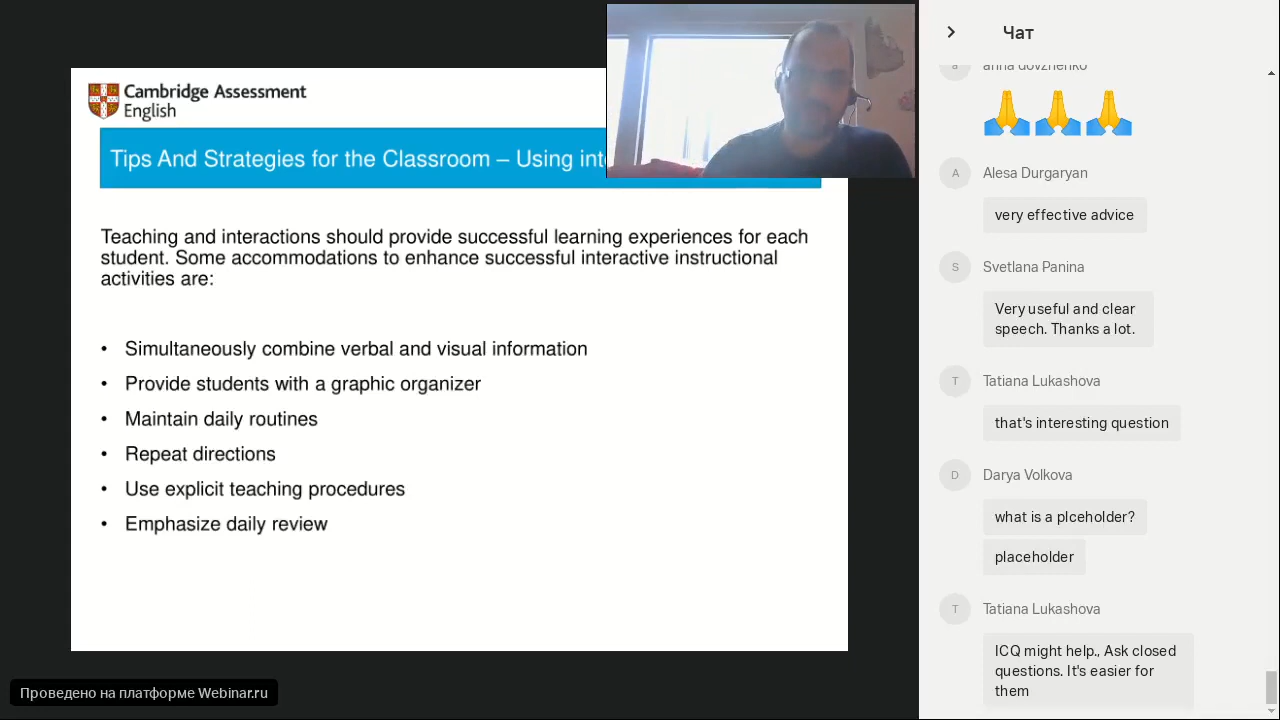 Cambridge Assessment
English
Tips And Strategies for the Classroom – Using
Teaching and interactions should provide successful learning experiences for each
student. Some accommodations to enhance successful interactive instructional
activities are:
• Simultaneously combine verbal and visual information
• Provide students with a graphic organizer
• Maintain daily routines
• Repeat directions
• Use explicit teaching procedures
• Emphasize daily review
Проведено на платформе Webinar.ru
Чат
a
anna dovzhenko
A
Alesa Durgaryan
very effective advice
S
Svetlana Panina
Very useful and clear
speech. Thanks a lot.
T
Tatiana Lukashova
that's interesting question
D
Darya Volkova
what is a plceholder?
placeholder
T
Tatiana Lukashova
ICQ might help., Ask closed
questions. It's easier for
them